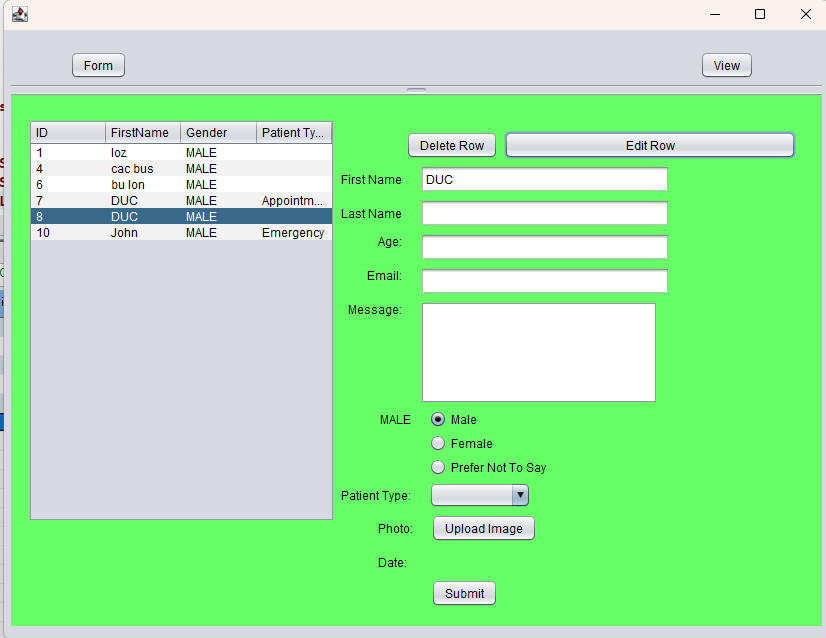 Form View
ID FirstName Gender Patient Ty...
1 loz MALE
4 cac bus MALE
6 bu lon MALE
7 DUC MALE Appointm...
8 DUC MALE
10 John MALE Emergency
Delete Row Edit Row
First Name DUC
Last Name
Age:
Email:
Message:
MALE Male
Female
Prefer Not To Say
Patient Type:
Photo: Upload Image
Date:
Submit